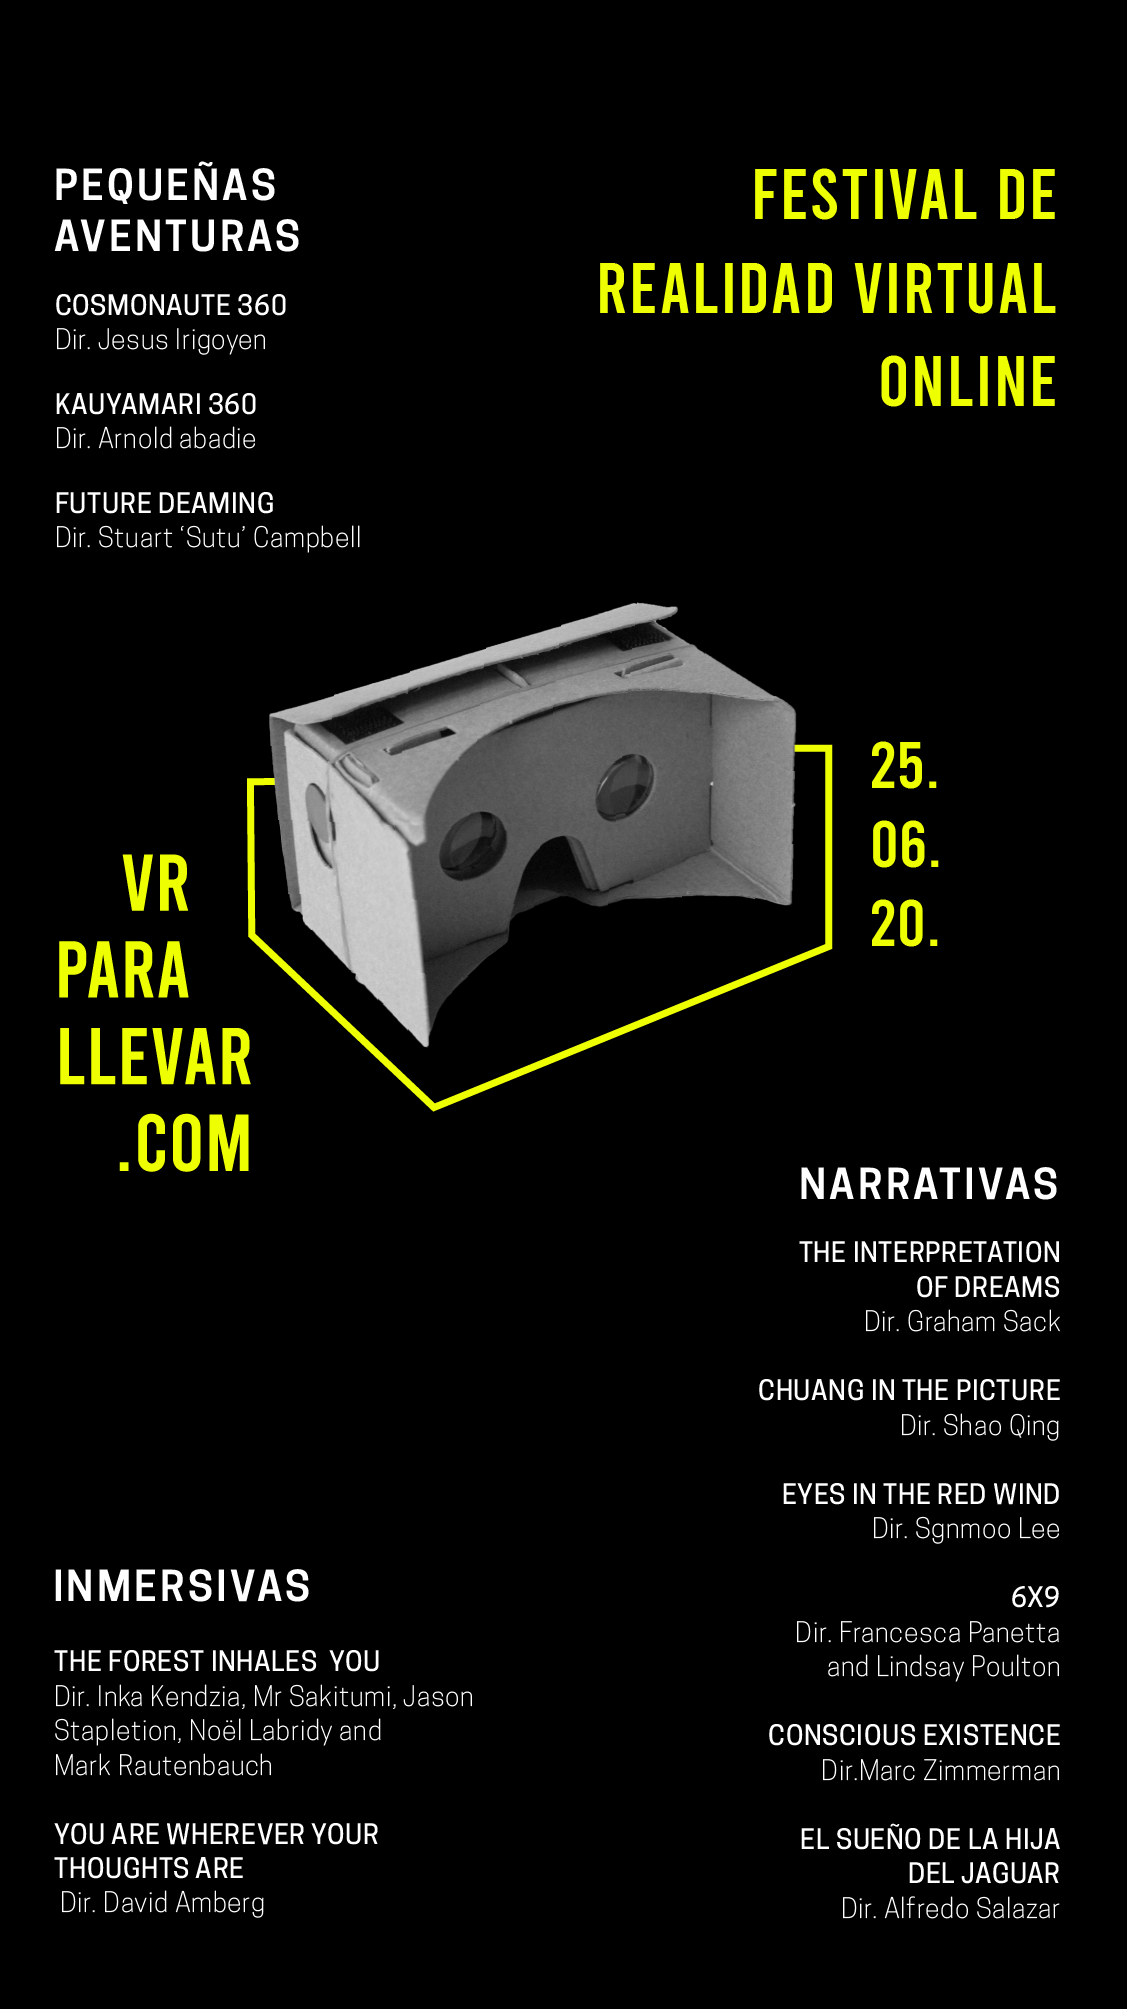 PEQUEÑAS
AVENTURAS
COSMONAUTE 360
Dir. Jesus Irigoyen
KAUYAMARI 360
Dir. Arnold abadie
FUTURE DEAMING
Dir. Stuart ‘Sutu’ Campbell
FESTIVAL DE
REALIDAD VIRTUAL
ONLINE
25.
06.
20.
VR
PARA
LLEVAR
.COM
NARRATIVAS
THE INTERPRETATION
OF DREAMS
Dir. Graham Sack
CHUANG IN THE PICTURE
Dir. Shao Qing
EYES IN THE RED WIND
Dir. Sgnmoo Lee
6X9
Dir. Francesca Panetta
and Lindsay Poulton
CONSCIOUS EXISTENCE
Dir.Marc Zimmerman
EL SUEÑO DE LA HIJA
DEL JAGUAR
Dir. Alfredo Salazar
INMERSIVAS
THE FOREST INHALES  YOU
Dir. Inka Kendzia, Mr Sakitumi, Jason
Stapletion, Noël Labridy and
Mark Rautenbauch
YOU ARE WHEREVER YOUR
THOUGHTS ARE
Dir. David Amberg